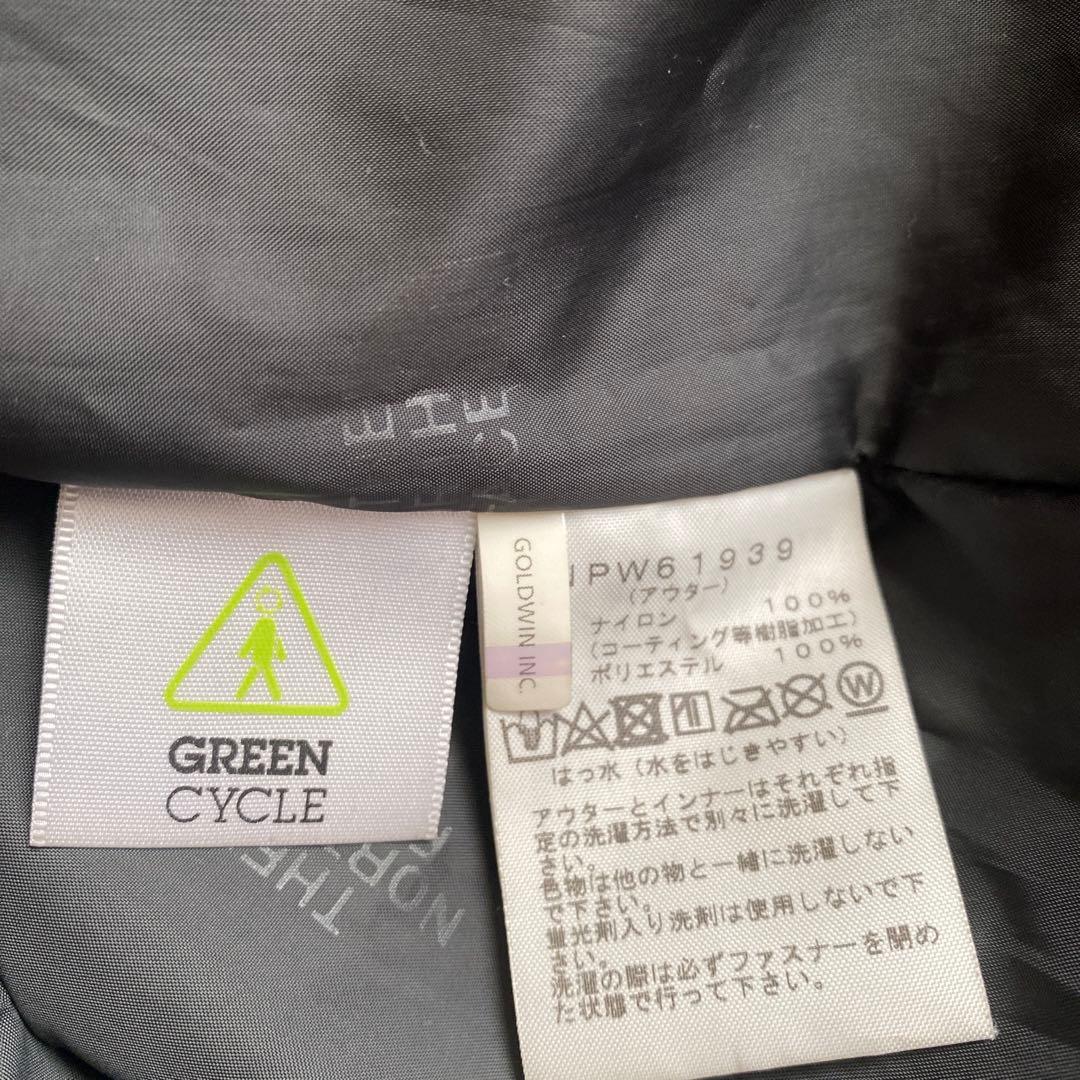 GREEN
CYCLE
GOLDWIN INC.
NPW61939
(アウター)
ナイロン 100%
(コーティング等樹脂加工)
ポリエステル 100%
W
はっ水 (水をはじきやすい)
アウターとインナーはそれぞれ指
定の洗濯方法で別々に洗濯して下
さい。
色物は他の物と一緒に洗濯しない
で下さい。
蛍光剤入り洗剤は使用しないで下
さい。
洗濯の際は必ずファスナーを閉め
た状態で行って下さい。
THE
NOR